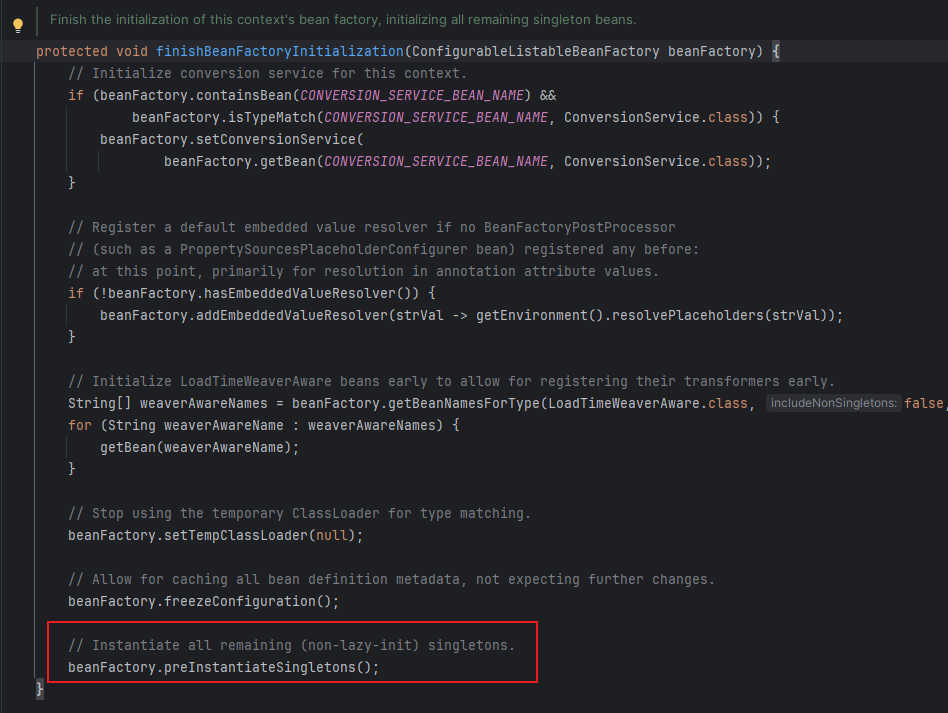 Finish the initialization of this context's bean factory, initializing all remaining singleton beans.
protected void finishBeanFactoryInitialization(ConfigurableListableBeanFactory beanFactory) {
    // Initialize conversion service for this context.
    if (beanFactory.containsBean(CONVERSION_SERVICE_BEAN_NAME) &&
            beanFactory.isTypeMatch(CONVERSION_SERVICE_BEAN_NAME, ConversionService.class)) {
        beanFactory.setConversionService(
                beanFactory.getBean(CONVERSION_SERVICE_BEAN_NAME, ConversionService.class));
    }
    // Register a default embedded value resolver if no BeanFactoryPostProcessor
    // (such as a PropertySourcesPlaceholderConfigurer bean) registered any before:
    // at this point, primarily for resolution in annotation attribute values.
    if (!beanFactory.hasEmbeddedValueResolver()) {
        beanFactory.addEmbeddedValueResolver(strVal -> getEnvironment().resolvePlaceholders(strVal));
    }
    // Initialize LoadTimeWeaverAware beans early to allow for registering their transformers early.
    String[] weaverAwareNames = beanFactory.getBeanNamesForType(LoadTimeWeaverAware.class, includeNonSingletons: false,
    for (String weaverAwareName : weaverAwareNames) {
        getBean(weaverAwareName);
    }
    // Stop using the temporary ClassLoader for type matching.
    beanFactory.setTempClassLoader(null);
    // Allow for caching all bean definition metadata, not expecting further changes.
    beanFactory.freezeConfiguration();
    // Instantiate all remaining (non-lazy-init) singletons.
    beanFactory.preInstantiateSingletons();
}